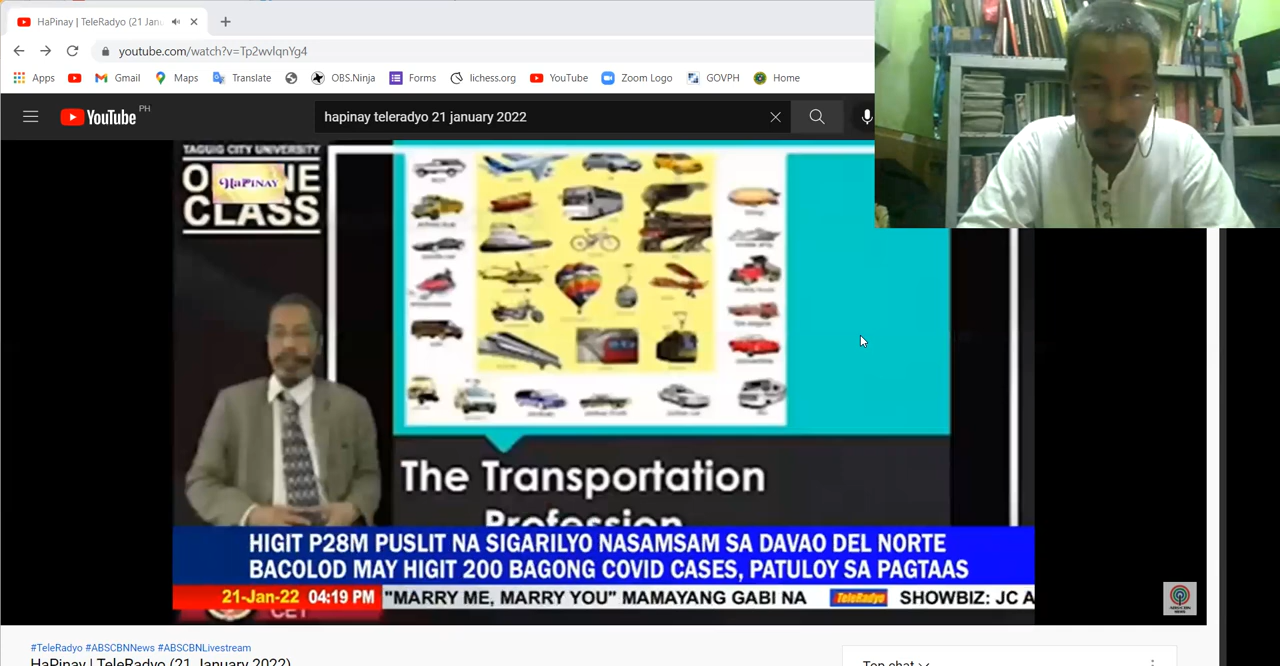 HaPinay | TeleRadyo (21 Janu
youtube.com/watch?v=Tp2wvIqnYg4
Apps
Gmail
Maps
Translate
OBS.Ninja
Forms
lichess.org
YouTube
Zoom Logo
GOVPH
Home
YouTube PH
hapinay teleradyo 21 january 2022
TAGUIG CITY UNIVERSITY
HaPINAY
CLASS
The Transportation
Profession
HIGIT P28M PUSLIT NA SIGARILYO NASAMSAM SA DAVAO DEL NORTE
BACOLOD MAY HIGIT 200 BAGONG COVID CASES, PATULOY SA PAGTAAS
21-Jan-22 04:19 PM "MARRY ME, MARRY YOU" MAMAYANG GABI NA TeleRadyo SHOWBIZ: JC A
CET
#TeleRadyo #ABSCBNNews #ABSCBNLivestream
HaPinay | TeleRadyo (21 January 2022)
Top chat